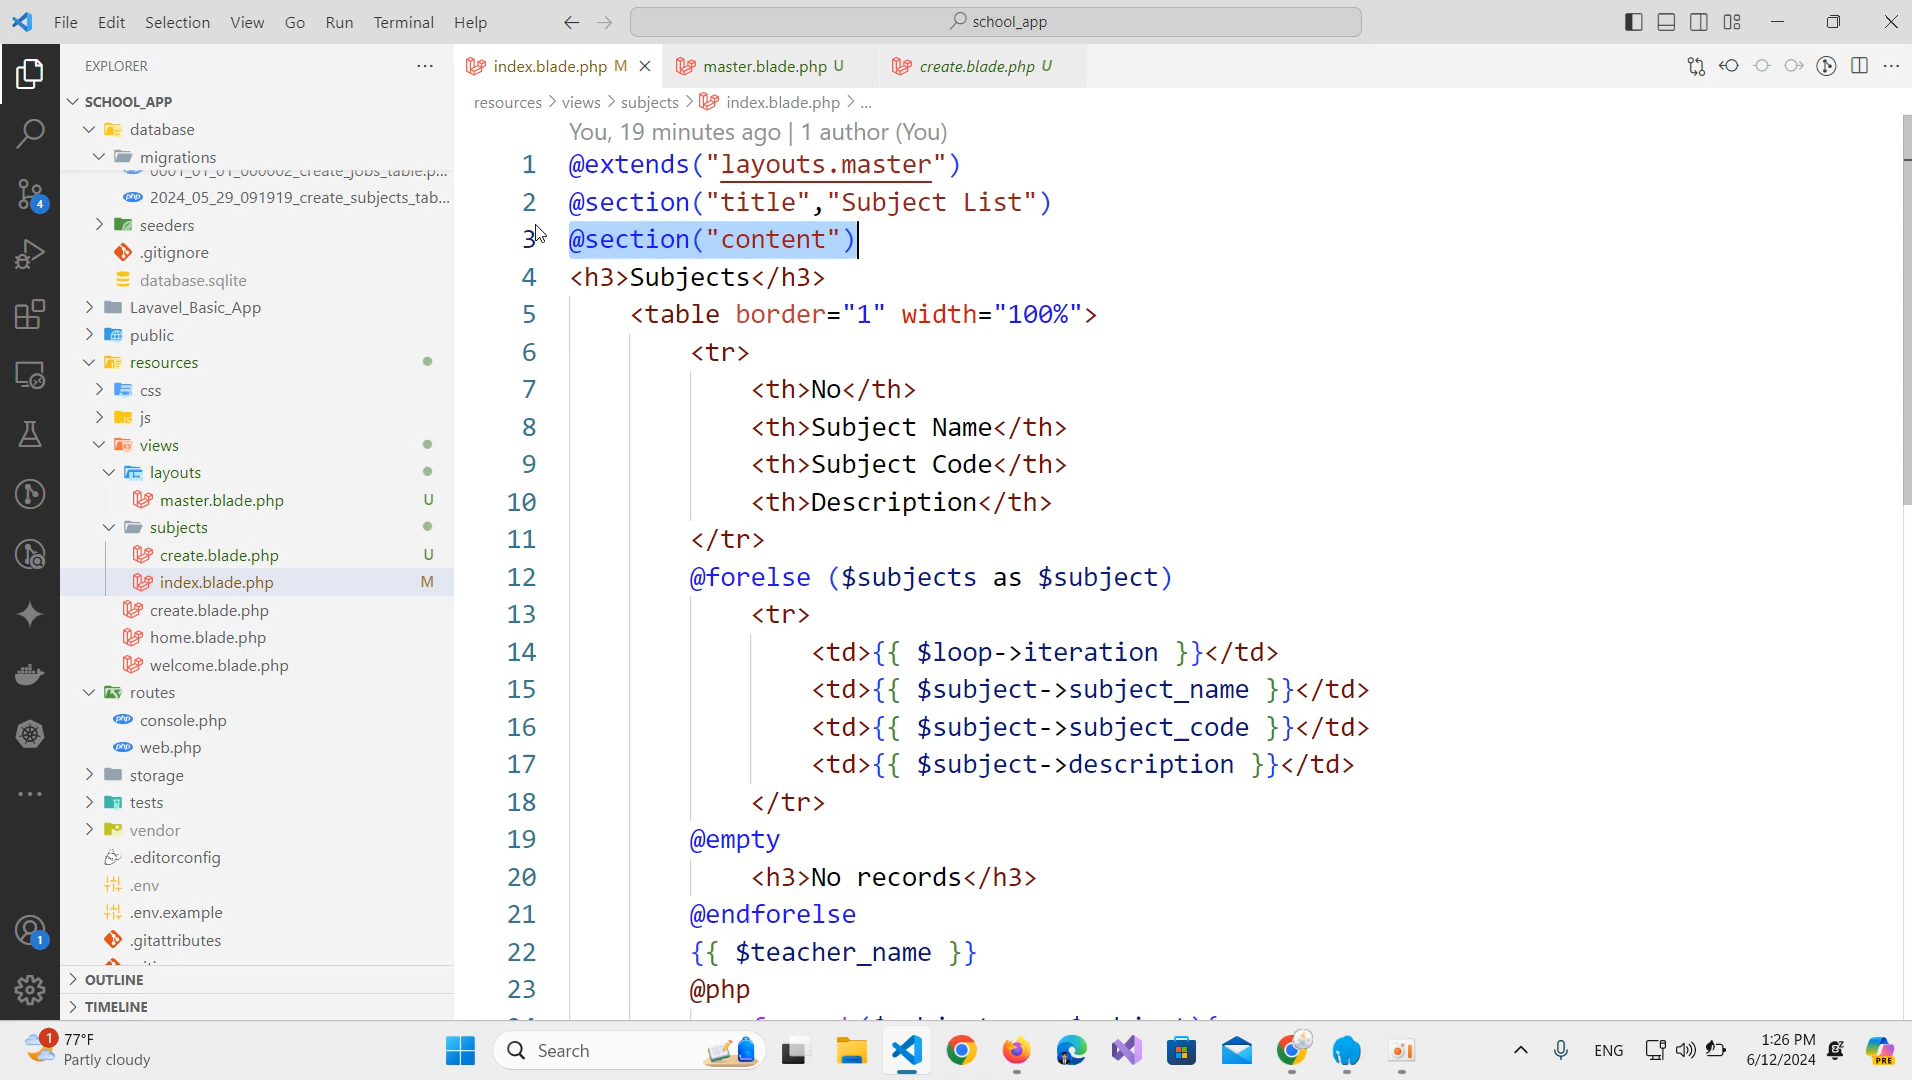 File Edit Selection View Go Run Terminal Help
school_app
EXPLORER
SCHOOL_APP
database
migrations
0001_01_01_000002_create_jobs_table.p...
2024_05_29_091919_create_subjects_tab...
seeders
.gitignore
database.sqlite
Lavavel_Basic_App
public
resources
css
js
views
layouts
master.blade.php U
subjects
create.blade.php U
index.blade.php M
create.blade.php
home.blade.php
welcome.blade.php
routes
console.php
web.php
storage
tests
vendor
.editorconfig
.env
.env.example
.gitattributes
OUTLINE
TIMELINE
4
1
index.blade.php M master.blade.php U create.blade.php U
resources > views > subjects > index.blade.php > ...
You, 19 minutes ago | 1 author (You)
1 @extends("layouts.master")
2 @section("title","Subject List")
3 @section("content")
4 <h3>Subjects</h3>
5 <table border="1" width="100%">
6 <tr>
7 <th>No</th>
8 <th>Subject Name</th>
9 <th>Subject Code</th>
10 <th>Description</th>
11 </tr>
12 @forelse ($subjects as $subject)
13 <tr>
14 <td>{{ $loop->iteration }}</td>
15 <td>{{ $subject->subject_name }}</td>
16 <td>{{ $subject->subject_code }}</td>
17 <td>{{ $subject->description }}</td>
18 </tr>
19 @empty
20 <h3>No records</h3>
21 @endforelse
22 {{ $teacher_name }}
23 @php
1
77°F
Partly cloudy
Search
ENG
1:26 PM
6/12/2024
PRE